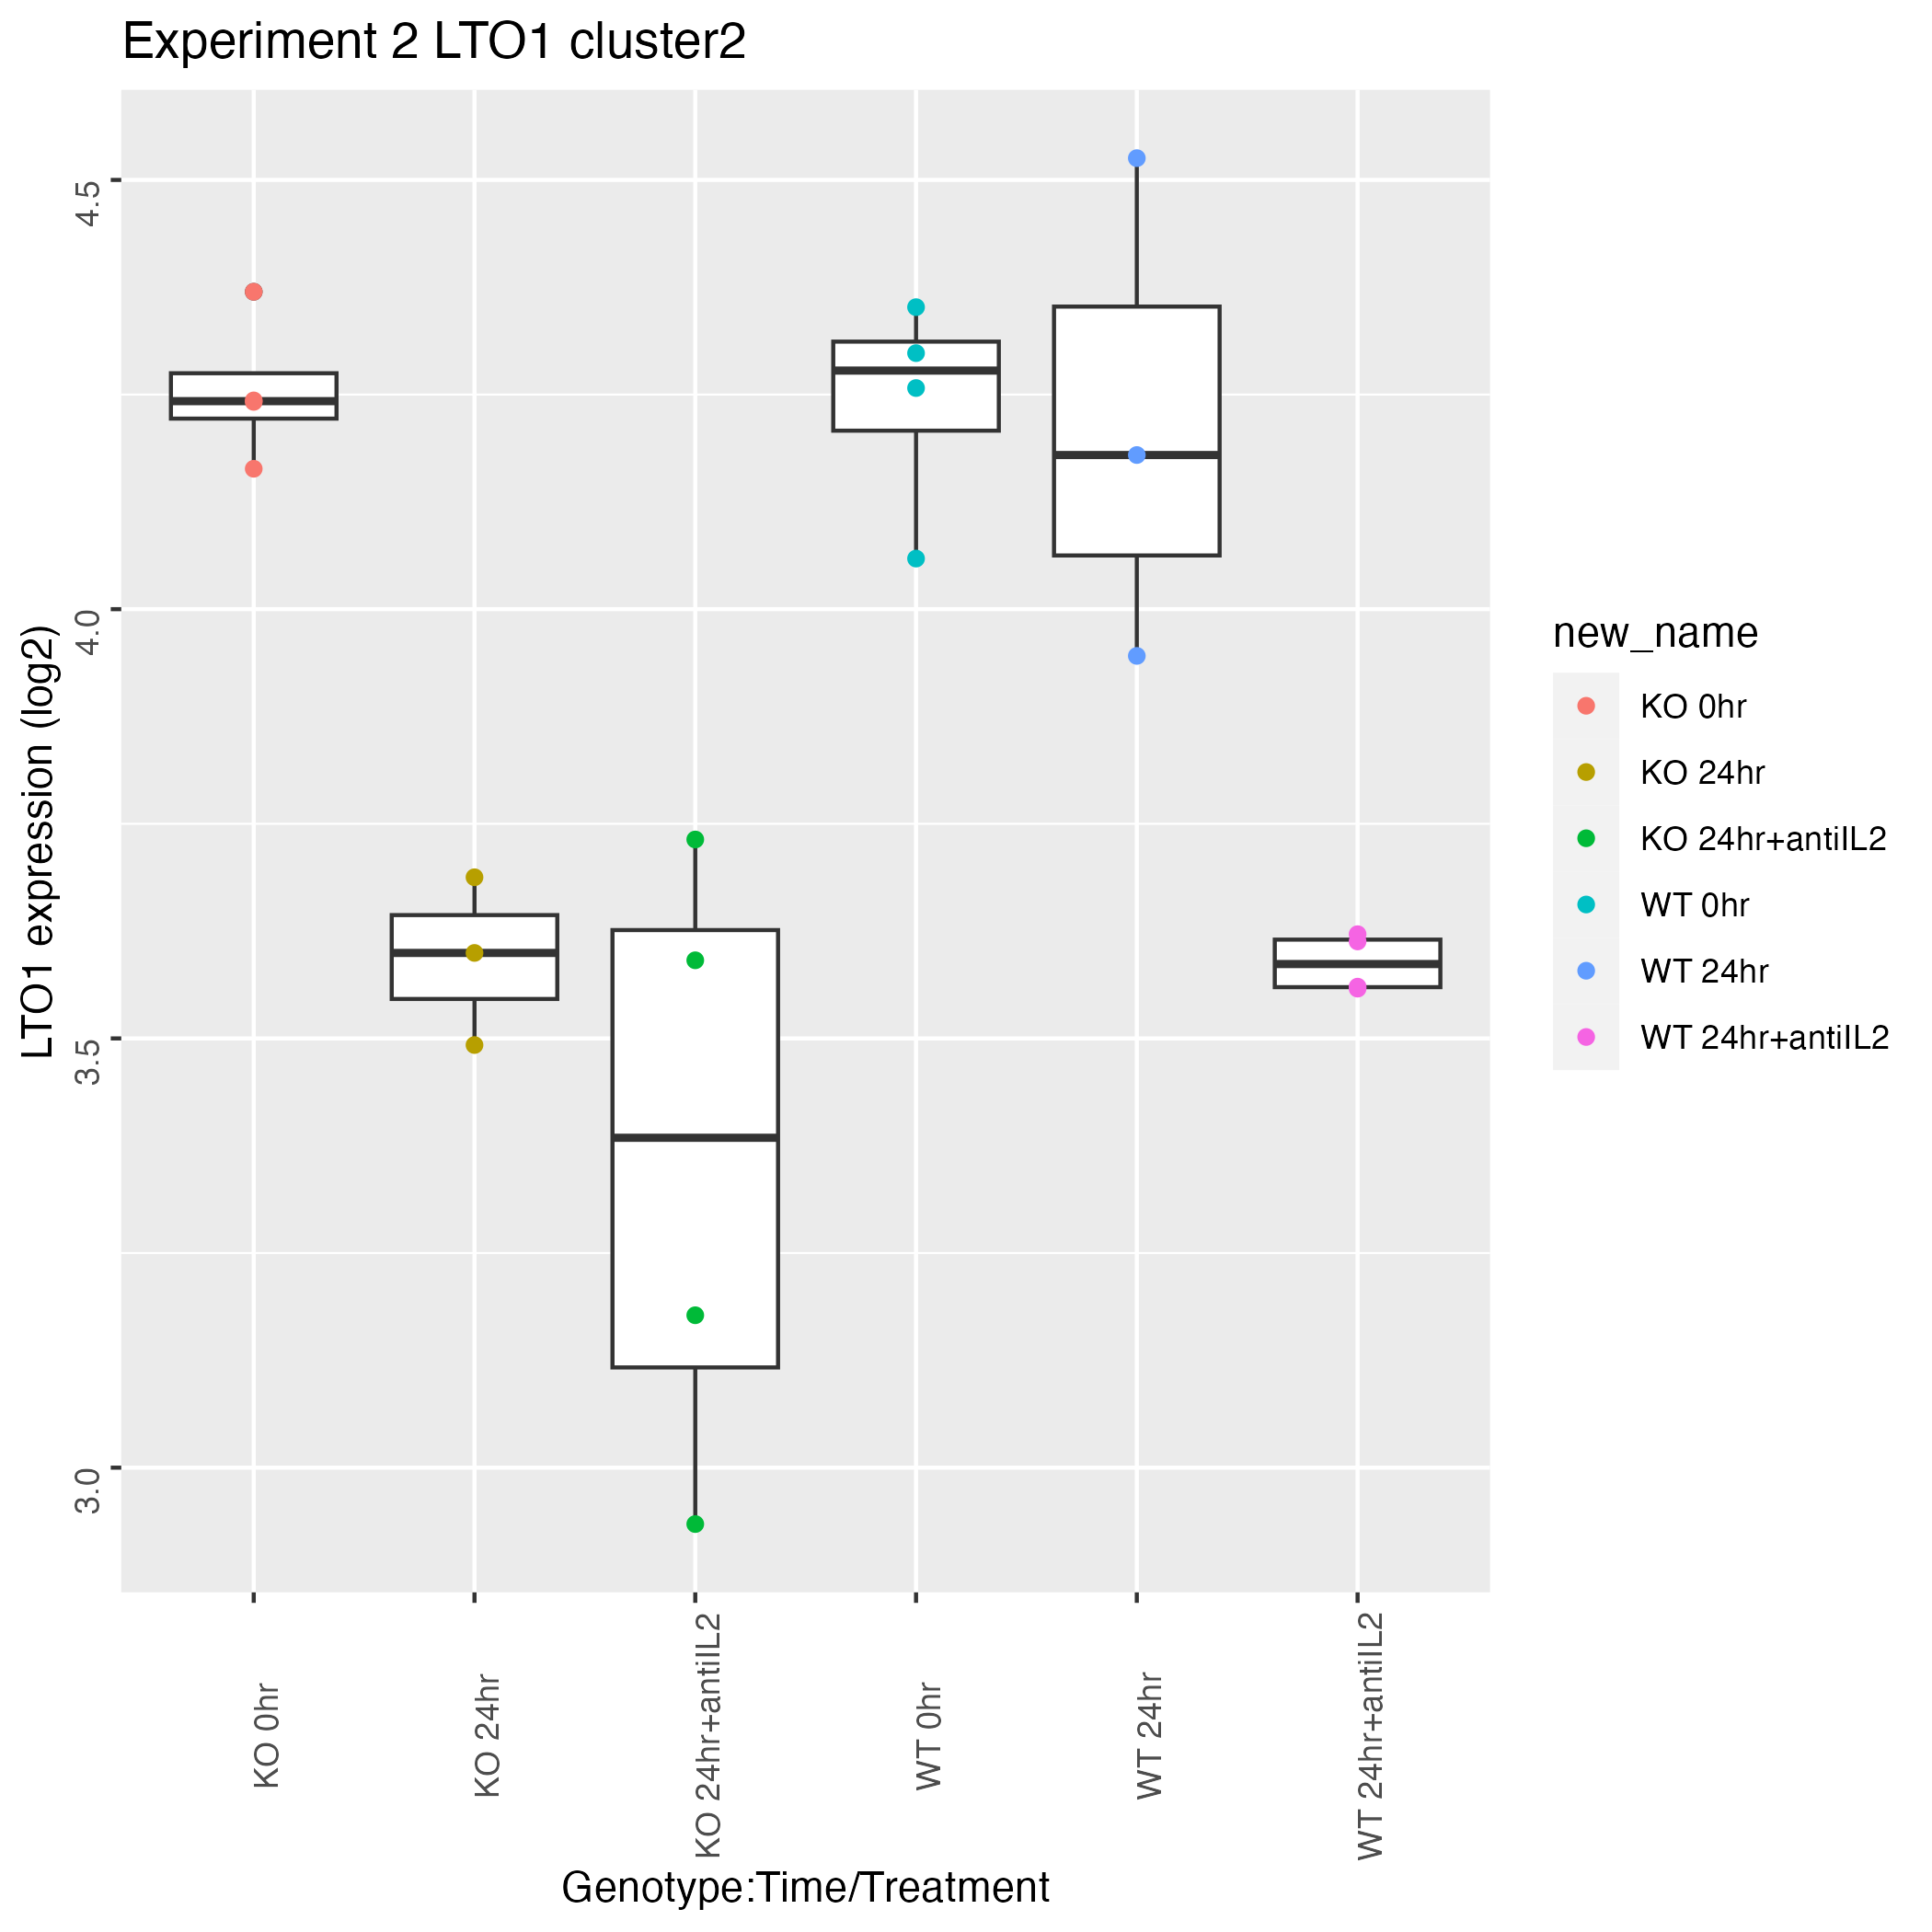 Experiment 2 LTO1 cluster2
4.5
4.0
3.5
3.0
LTO1 expression (log2)
KO 0hr
KO 24hr
KO 24hr+antiIL2
WT 0hr
WT 24hr
WT 24hr+antiIL2
Genotype:Time/Treatment
new_name
KO 0hr
KO 24hr
KO 24hr+antiIL2
WT 0hr
WT 24hr
WT 24hr+antiIL2